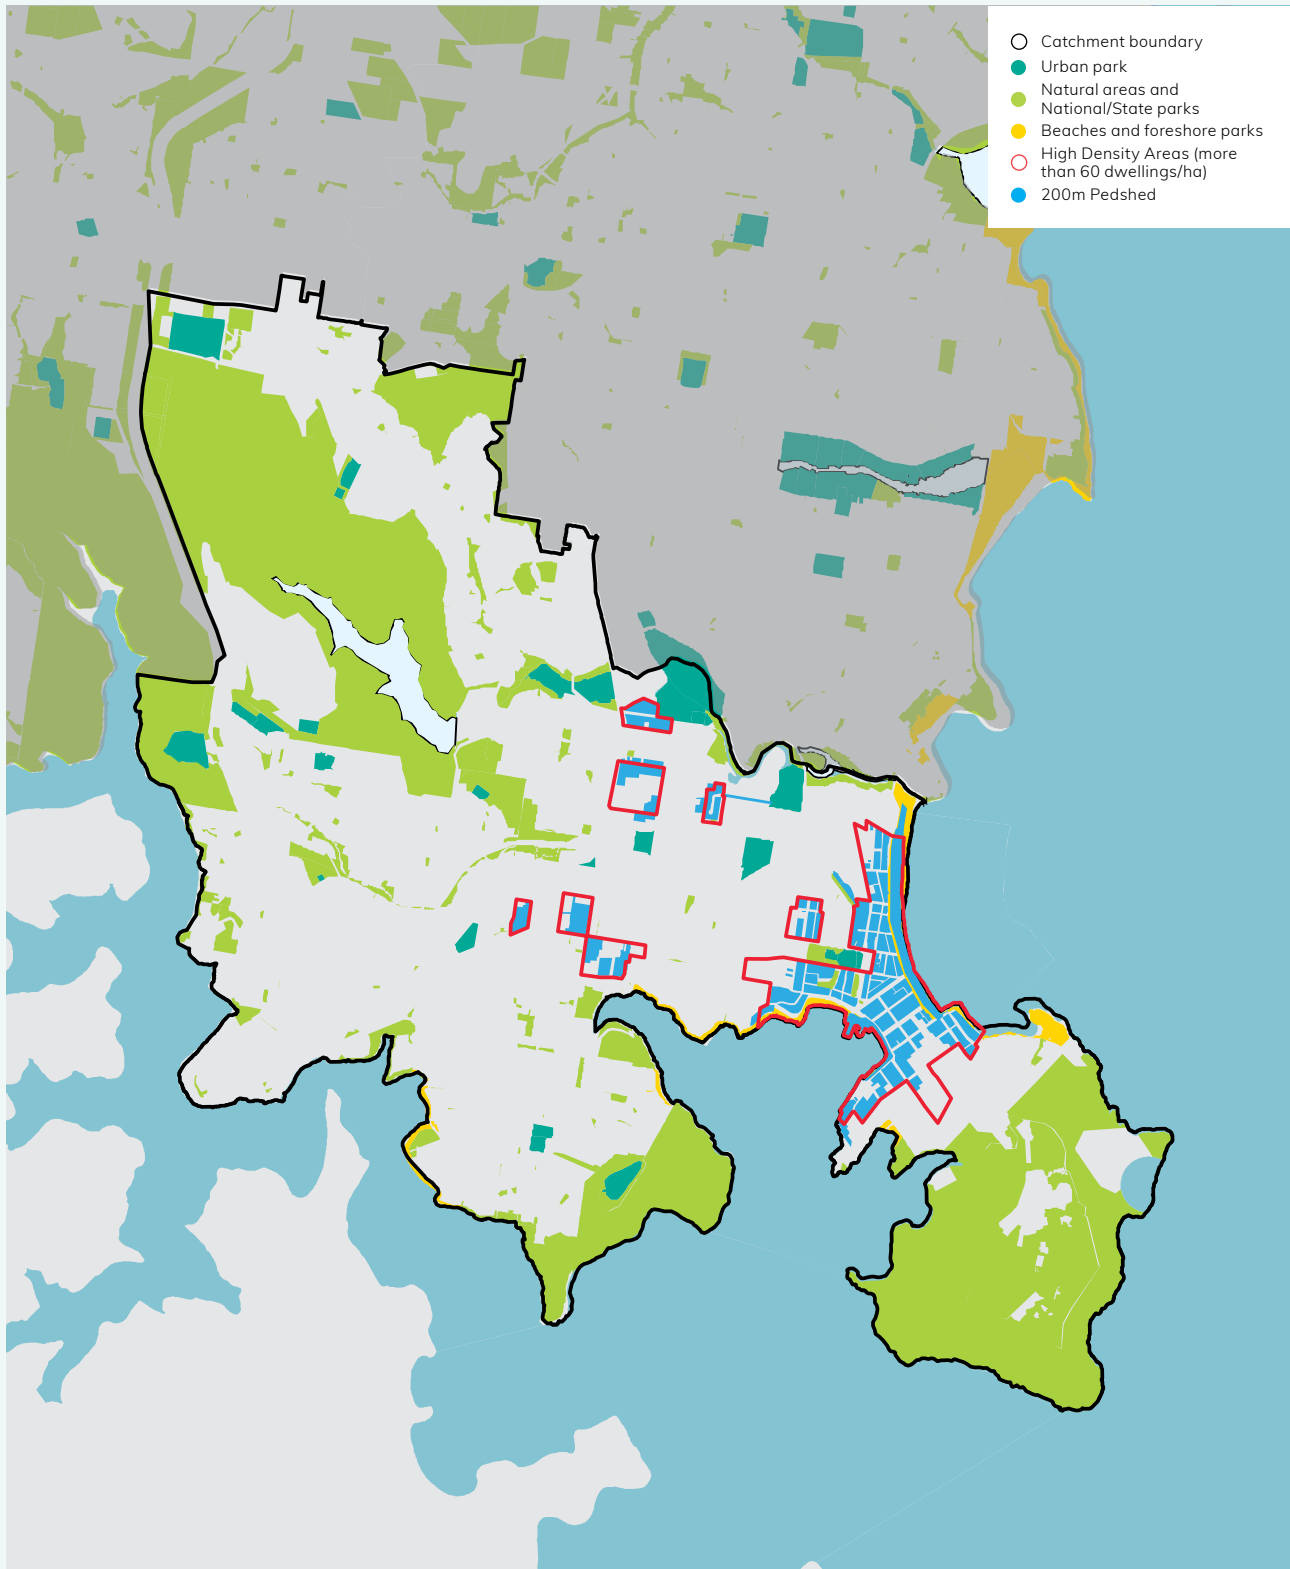 Catchment boundary
Urban park
Natural areas and
National/State parks
Beaches and foreshore parks
High Density Areas (more
than 60 dwellings/ha)
200m Pedshed